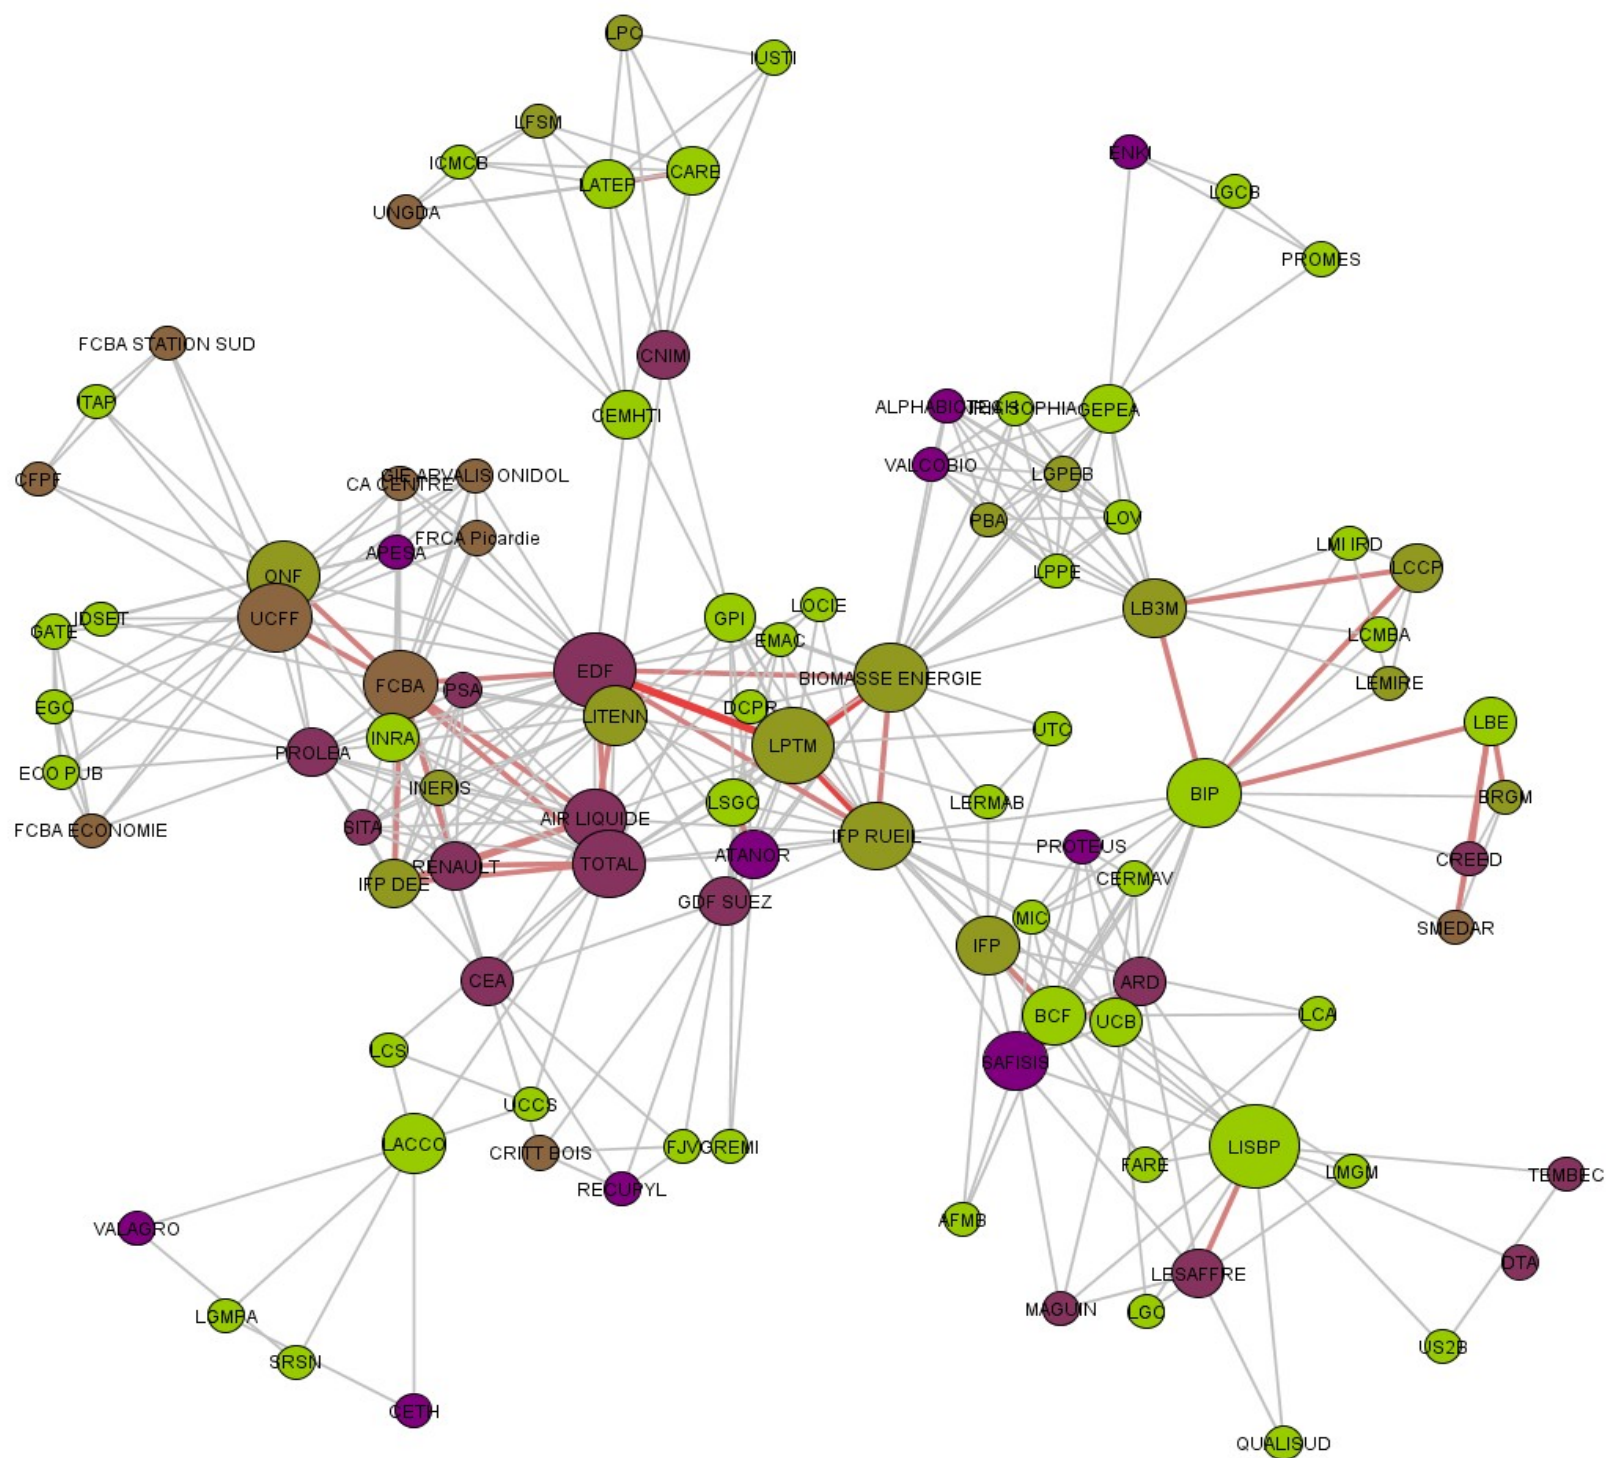 LPC
IUSTI
LFSM
ICMCB
LATEP
ICARE
UNGDA
ENKI
LGCB
PROMES
FCBA STATION SUD
CNIM
ITAP
CEMHTI
ALPHABIOTECH
INRIA SOPHIA
GEPEA
VALCOBIO
LGPEB
CFPF
CA CENTRE
GIE ARVALIS ONIDOL
PBA
LOV
FRCA Picardie
APESA
LMI IRD
LCCP
ONF
LPPE
UCFF
IDSET
GATE
GPI
LOCIE
LB3M
EMAC
LCMBA
EDF
BIOMASSE ENERGIE
FCBA
PSA
LEMIRE
EGC
LITENN
DCPR
LBE
INRA
LPTM
UTC
PROLEA
ECO PUB
INERIS
LSGC
LERMAB
BIP
BRGM
FCBA ECONOMIE
SITA
AIR LIQUIDE
IFP RUEIL
PROTEUS
ATANOR
CREED
RENAULT
TOTAL
IFP DEE
CERMAV
GDF SUEZ
MIC
SMEDAR
IFP
CEA
ARD
BCF
UCB
LCA
LCS
SAFISIS
UCCS
LACCO
CRITT BOIS
FJV
GREMI
LISBP
FARE
LMGM
TEMBEC
RECUPYL
VALAGRO
AFMB
DTA
LESAFFRE
MAGUIN
LGC
LGMPA
US2B
SRSN
CETH
QUALISUD